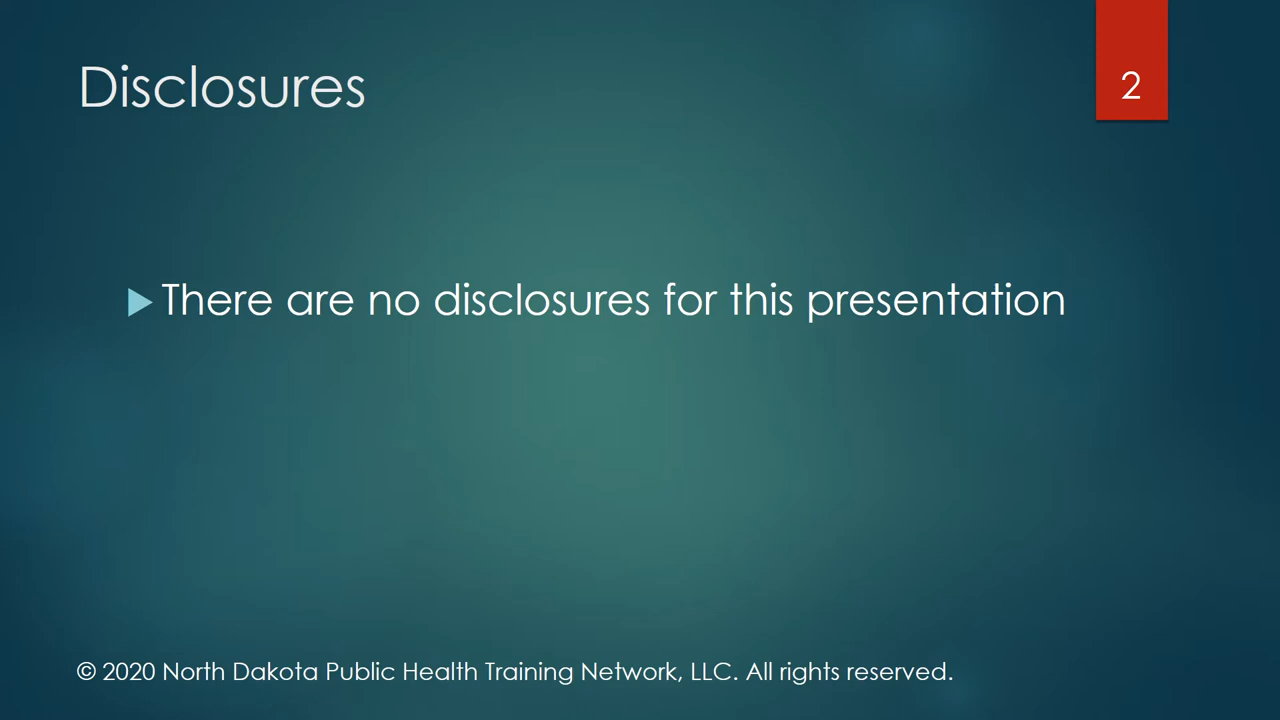 Disclosures
2
There are no disclosures for this presentation
© 2020 North Dakota Public Health Training Network, LLC. All rights reserved.